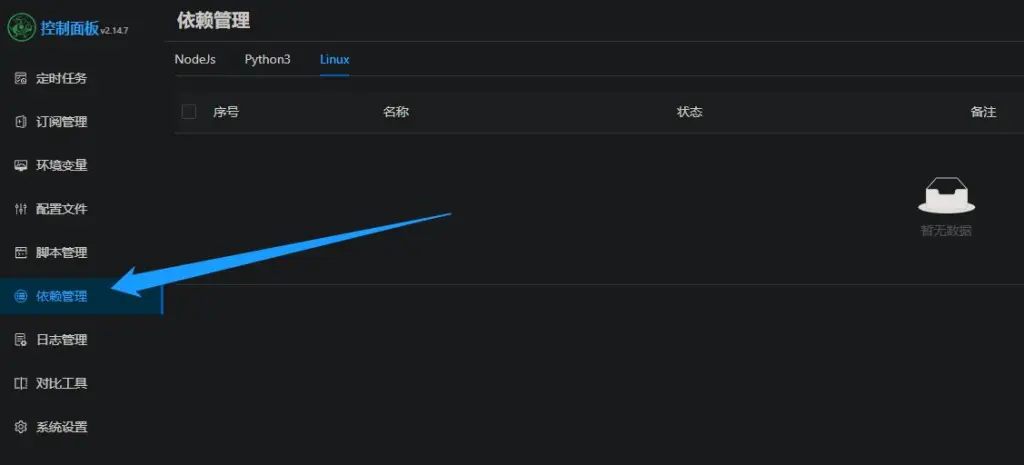 控制面板 v2.14.7
定时任务
订阅管理
环境变量
配置文件
脚本管理
依赖管理
日志管理
对比工具
系统设置
依赖管理
NodeJs Python3 Linux
序号 名称 状态 备注
暂无数据